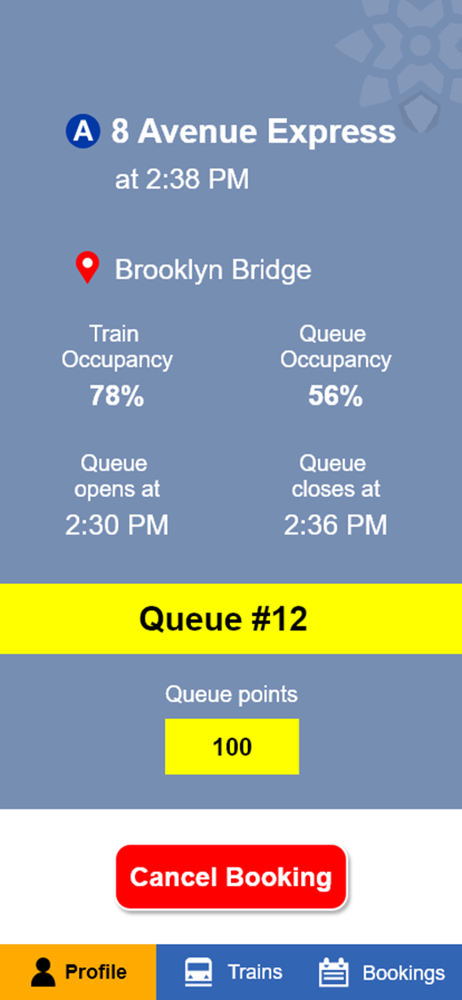 A 8 Avenue Express
at 2:38 PM
Brooklyn Bridge
Train
Occupancy
78%
Queue
Occupancy
56%
Queue
opens at
2:30 PM
Queue
closes at
2:36 PM
Queue #12
Queue points
100
Cancel Booking
Profile
Trains
Bookings